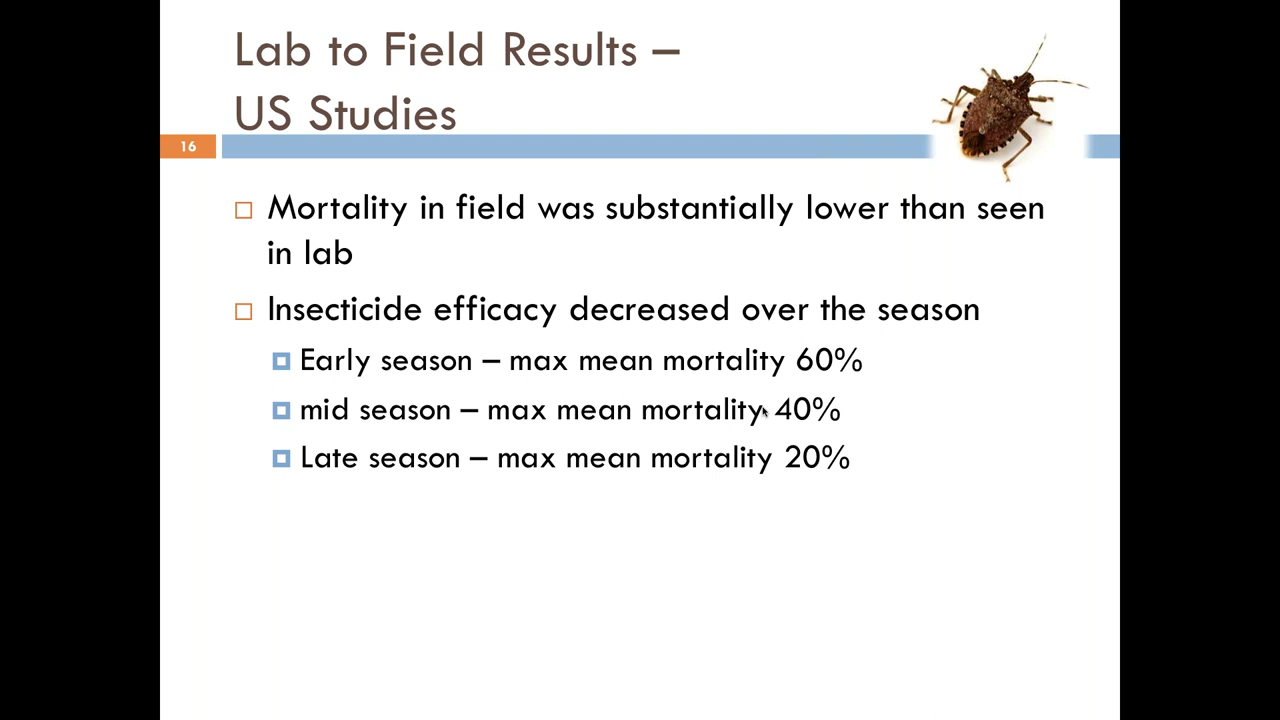 Lab to Field Results –
US Studies
16
Mortality in field was substantially lower than seen
in lab
Insecticide efficacy decreased over the season
Early season – max mean mortality 60%
mid season – max mean mortality 40%
Late season – max mean mortality 20%